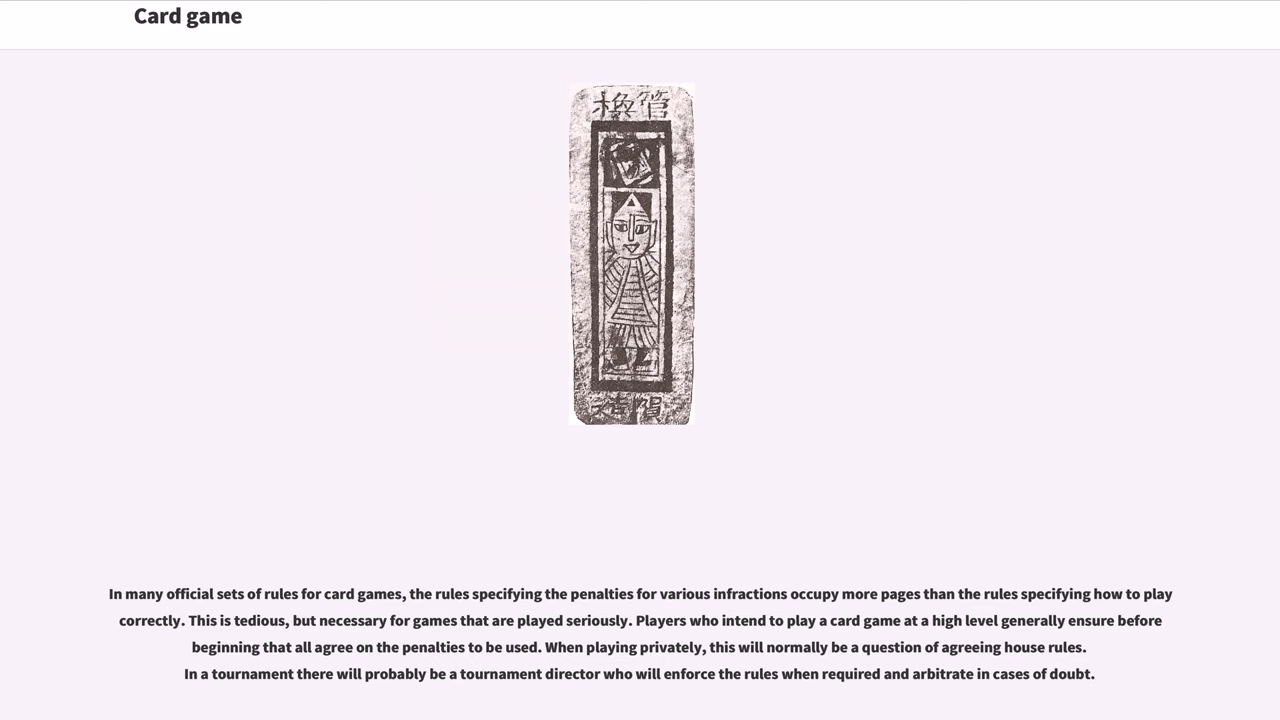 Card game
管換
In many official sets of rules for card games, the rules specifying the penalties for various infractions occupy more pages than the rules specifying how to play
correctly. This is tedious, but necessary for games that are played seriously. Players who intend to play a card game at a high level generally ensure before
beginning that all agree on the penalties to be used. When playing privately, this will normally be a question of agreeing house rules.
In a tournament there will probably be a tournament director who will enforce the rules when required and arbitrate in cases of doubt.